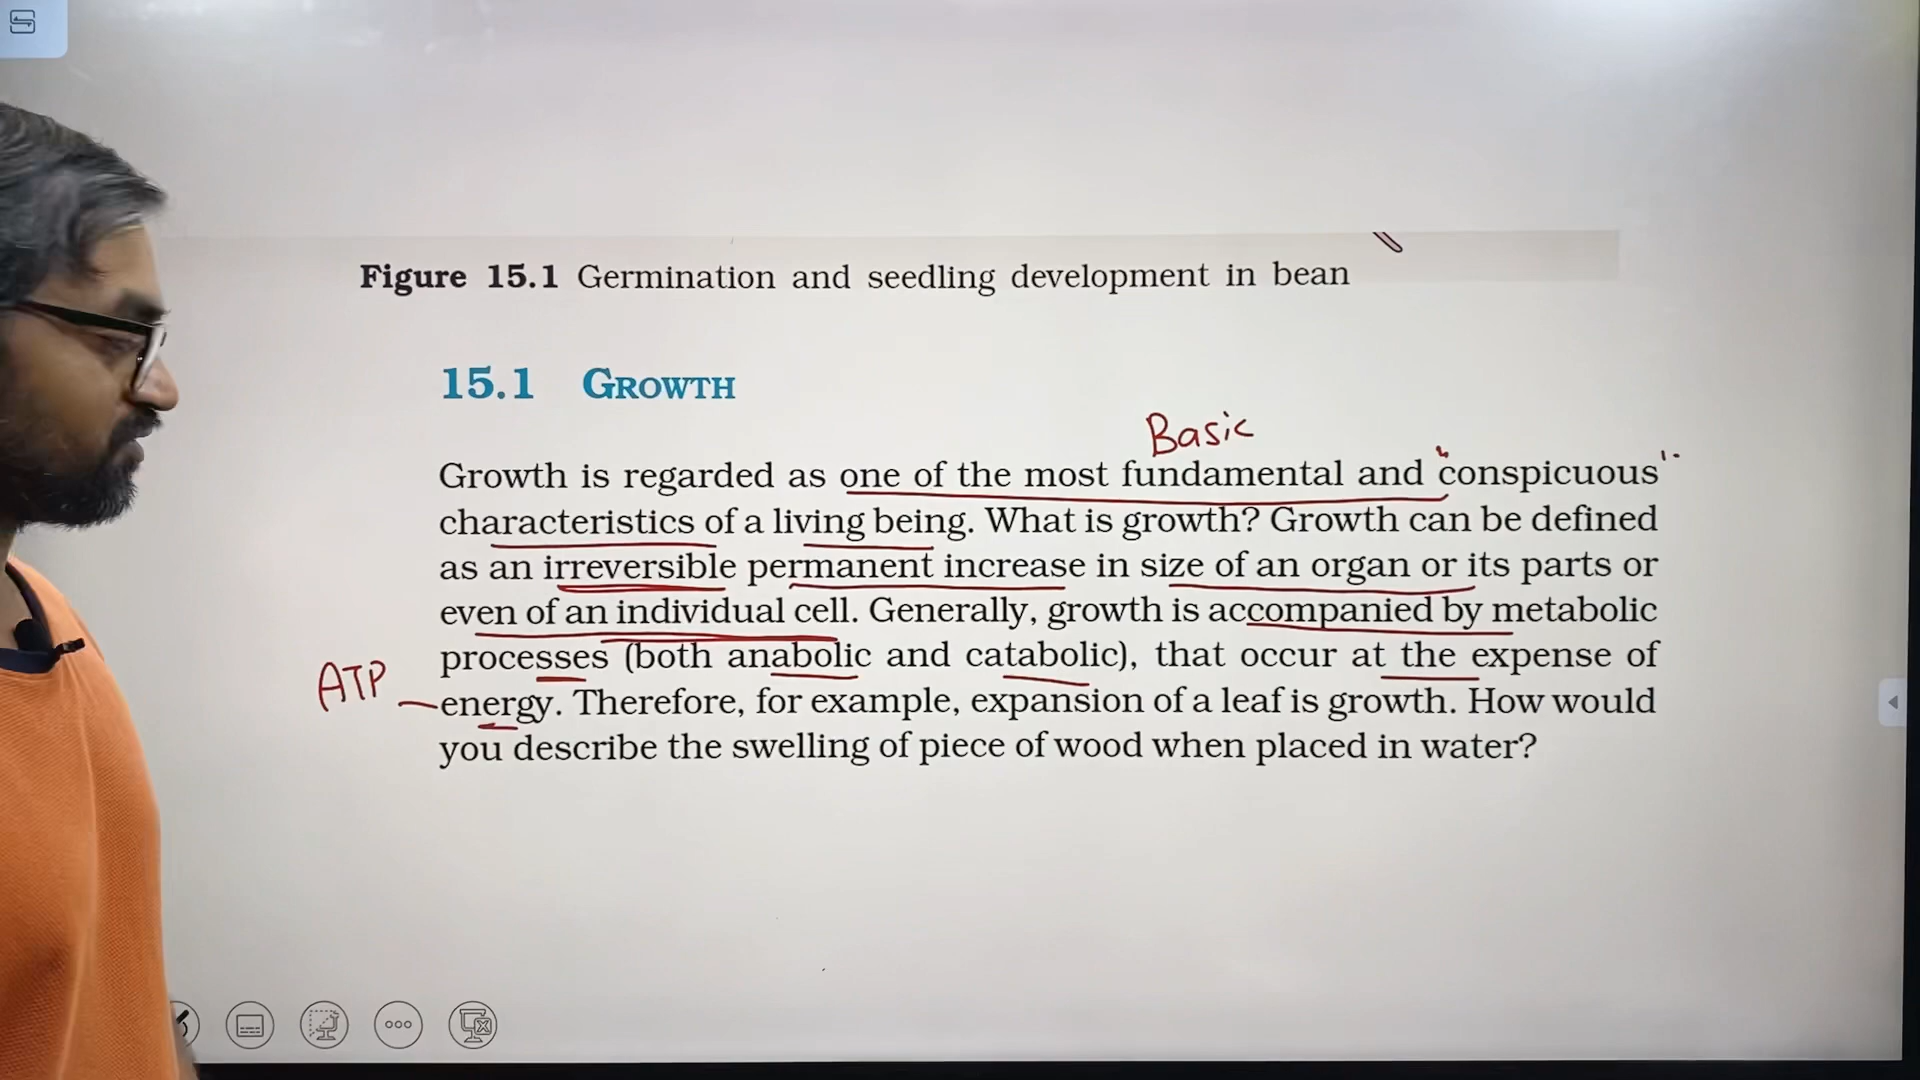 Figure 15.1 Germination and seedling development in bean
15.1 GROWTH
Basic
Growth is regarded as one of the most fundamental and "conspicuous"
characteristics of a living being. What is growth? Growth can be defined
as an irreversible permanent increase in size of an organ or its parts or
even of an individual cell. Generally, growth is accompanied by metabolic
processes (both anabolic and catabolic), that occur at the expense of
ATP
energy. Therefore, for example, expansion of a leaf is growth. How would
you describe the swelling of piece of wood when placed in water?